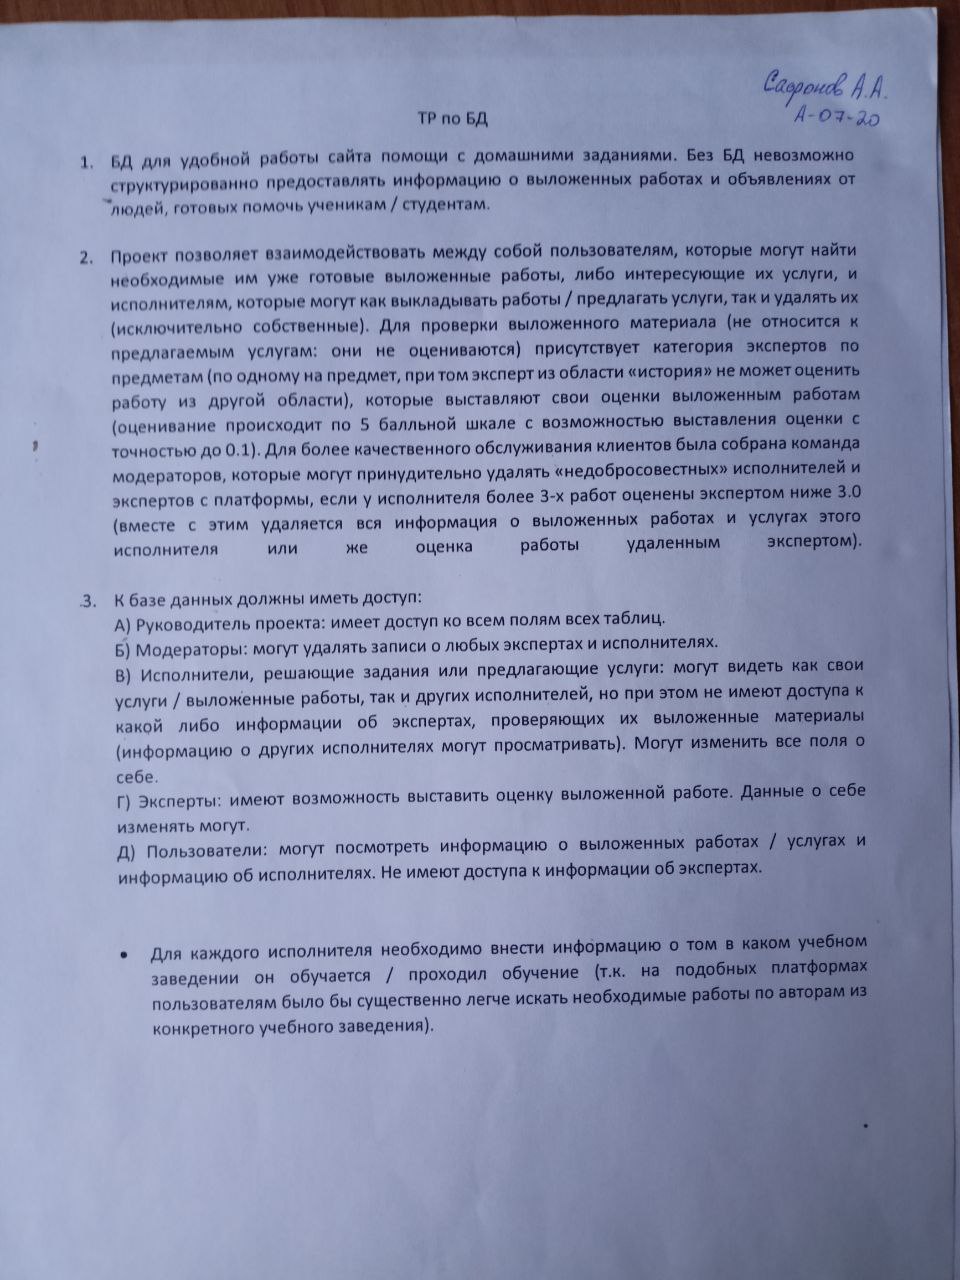 Сафронов А.А.
А-07-20
ТР по БД
1. БД для удобной работы сайта помощи с домашними заданиями. Без БД невозможно
структурированно предоставлять информацию о выложенных работах и объявлениях от
людей, готовых помочь ученикам / студентам.
2. Проект позволяет взаимодействовать между собой пользователям, которые могут найти
необходимые им уже готовые выложенные работы, либо интересующие их услуги, и
исполнителям, которые могут как выкладывать работы / предлагать услуги, так и удалять их
(исключительно собственные). Для проверки выложенного материала (не относится к
предлагаемым услугам: они не оцениваются) присутствует категория экспертов по
предметам (по одному на предмет, при том эксперт из области «история» не может оценить
работу из другой области), которые выставляют свои оценки выложенным работам
(оценивание происходит по 5 балльной шкале с возможностью выставления оценки с
точностью до 0.1). Для более качественного обслуживания клиентов была собрана команда
модераторов, которые могут принудительно удалять «недобросовестных» исполнителей и
экспертов с платформы, если у исполнителя более 3-х работ оценены экспертом ниже 3.0
(вместе с этим удаляется вся информация о выложенных работах и услугах этого
исполнителя или же оценка работы удаленным экспертом).
3. К базе данных должны иметь доступ:
А) Руководитель проекта: имеет доступ ко всем полям всех таблиц.
Б) Модераторы: могут удалять записи о любых экспертах и исполнителях.
В) Исполнители, решающие задания или предлагающие услуги: могут видеть как свои
услуги / выложенные работы, так и других исполнителей, но при этом не имеют доступа к
какой либо информации об экспертах, проверяющих их выложенные материалы
(информацию о других исполнителях могут просматривать). Могут изменить все поля о
себе.
Г) Эксперты: имеют возможность выставить оценку выложенной работе. Данные о себе
изменять могут.
Д) Пользователи: могут посмотреть информацию о выложенных работах / услугах и
информацию об исполнителях. Не имеют доступа к информации об экспертах.
• Для каждого исполнителя необходимо внести информацию о том в каком учебном
заведении он обучается / проходил обучение (т.к. на подобных платформах
пользователям было бы существенно легче искать необходимые работы по авторам из
конкретного учебного заведения).